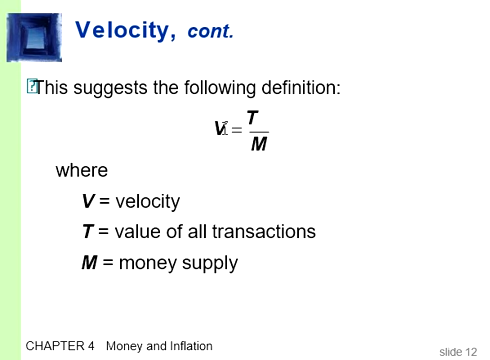 Velocity, cont.
This suggests the following definition:
V = T / M
where
V = velocity
T = value of all transactions
M = money supply
CHAPTER 4 Money and Inflation
slide 12